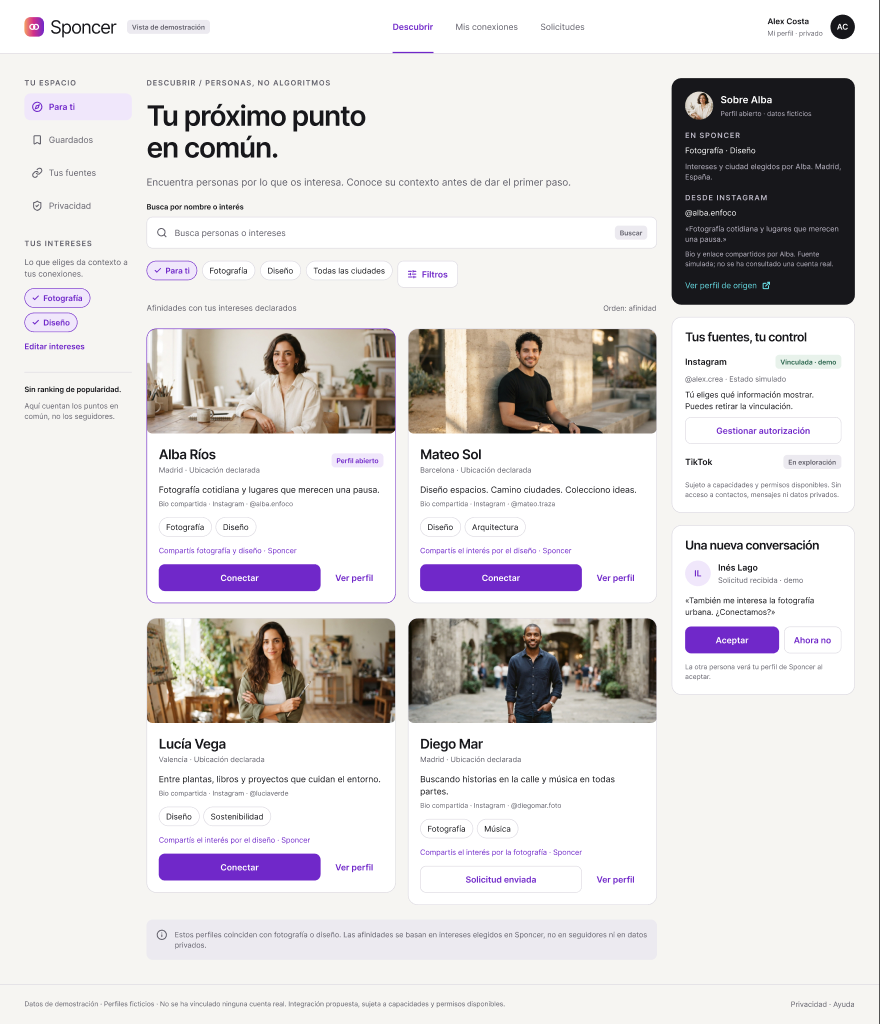 Sponcer
Vista de demostración
Descubrir
Mis conexiones
Solicitudes
Alex Costa
Mi perfil · privado
AC
TU ESPACIO
Para ti
Guardados
Tus fuentes
Privacidad
TUS INTERESES
Lo que eliges da contexto a
tus conexiones.
Fotografía
Diseño
Editar intereses
Sin ranking de popularidad.
Aquí cuentan los puntos en
común, no los seguidores.
DESCUBRIR / PERSONAS, NO ALGORITMOS
Tu próximo punto
en común.
Encuentra personas por lo que os interesa. Conoce su contexto antes de dar el primer paso.
Busca por nombre o interés
Busca personas o intereses
Buscar
Para ti
Fotografía
Diseño
Todas las ciudades
Filtros
Afinidades con tus intereses declarados
Orden: afinidad
Alba Ríos
Madrid · Ubicación declarada
Perfil abierto
Fotografía cotidiana y lugares que merecen una pausa.
Bio compartida · Instagram · @alba.enfoco
Fotografía
Diseño
Compartís fotografía y diseño · Sponcer
Conectar
Ver perfil
Mateo Sol
Barcelona · Ubicación declarada
Diseño espacios. Camino ciudades. Colecciono ideas.
Bio compartida · Instagram · @mateo.traza
Diseño
Arquitectura
Compartís el interés por el diseño · Sponcer
Conectar
Ver perfil
Lucía Vega
Valencia · Ubicación declarada
Entre plantas, libros y proyectos que cuidan el entorno.
Bio compartida · Instagram · @luciaverde
Diseño
Sostenibilidad
Compartís el interés por el diseño · Sponcer
Conectar
Ver perfil
Diego Mar
Madrid · Ubicación declarada
Buscando historias en la calle y música en todas
partes.
Bio compartida · Instagram · @diegomar.foto
Fotografía
Música
Compartís el interés por la fotografía · Sponcer
Solicitud enviada
Ver perfil
Estos perfiles coinciden con fotografía o diseño. Las afinidades se basan en intereses elegidos en Sponcer, no en seguidores ni en datos
privados.
Sobre Alba
Perfil abierto · datos ficticios
EN SPONCER
Fotografía · Diseño
Intereses y ciudad elegidos por Alba. Madrid,
España.
DESDE INSTAGRAM
@alba.enfoco
«Fotografía cotidiana y lugares que merecen
una pausa.»
Bio y enlace compartidos por Alba. Fuente
simulada; no se ha consultado una cuenta real.
Ver perfil de origen
Tus fuentes, tu control
Instagram
Vinculada · demo
@alex.crea · Estado simulado
Tú eliges qué información mostrar.
Puedes retirar la vinculación.
Gestionar autorización
TikTok
En exploración
Sujeto a capacidades y permisos disponibles. Sin
acceso a contactos, mensajes ni datos privados.
Una nueva conversación
IL
Inés Lago
Solicitud recibida · demo
«También me interesa la fotografía
urbana. ¿Conectamos?»
Aceptar
Ahora no
La otra persona verá tu perfil de Sponcer al
aceptar.
Datos de demostración · Perfiles ficticios · No se ha vinculado ninguna cuenta real. Integración propuesta, sujeta a capacidades y permisos disponibles.
Privacidad · Ayuda